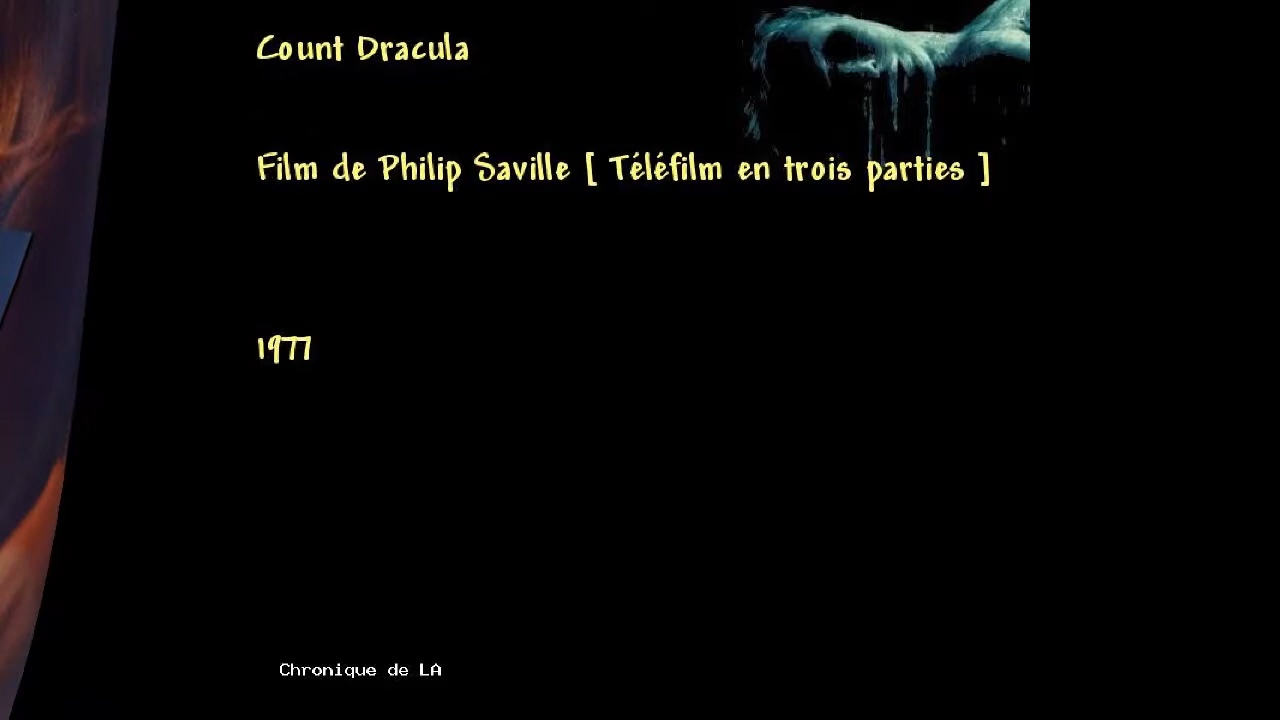 Count Dracula
Film de Philip Saville [ Téléfilm en trois parties ]
1977
Chronique de LA